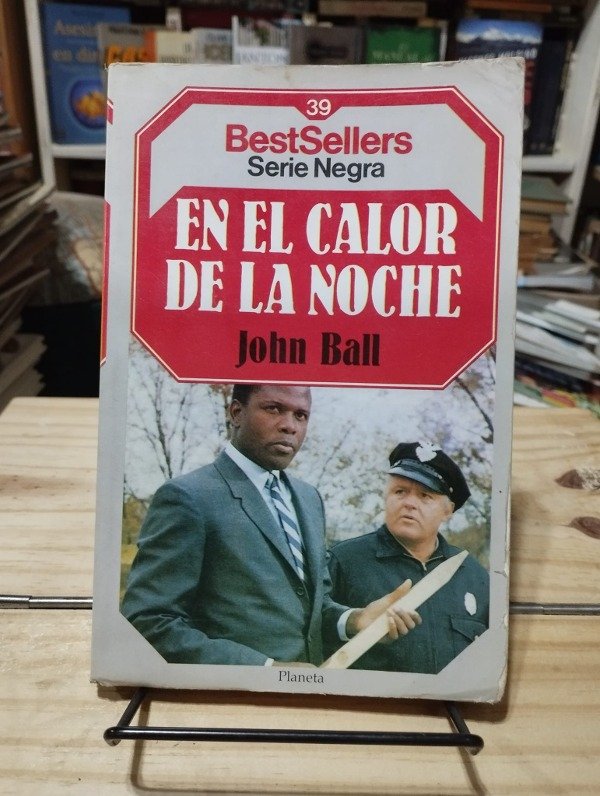 39
BestSellers
Serie Negra
EN EL CALOR
DE LA NOCHE
John Ball
Planeta